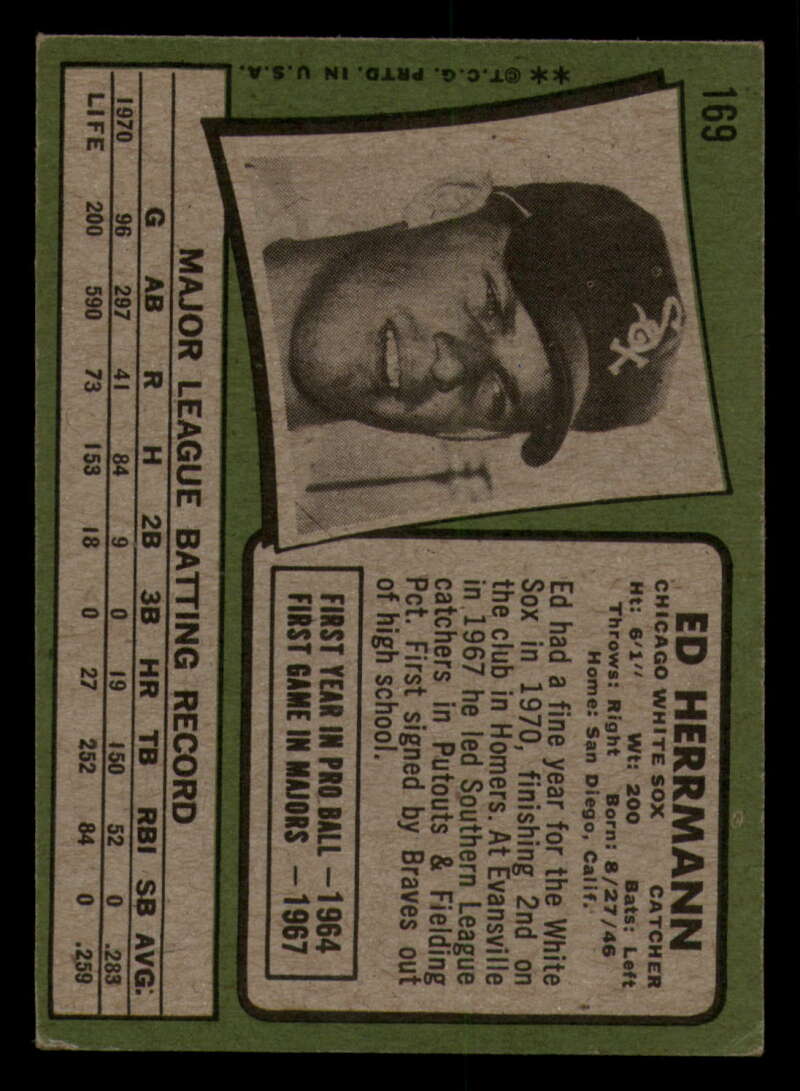 169
**©T.C.G. PRTD. IN U.S.A.
ED HERRMANN
CHICAGO WHITE SOX CATCHER
Ht: 6'1" Wt: 200 Bats: Left
Throws: Right Born: 8/27/46
Home: San Diego, Calif.
Ed had a fine year for the White
Sox in 1970, finishing 2nd on
the club in Homers. At Evansville
in 1967 he led Southern League
catchers in Putouts & Fielding
Pct. First signed by Braves out
of high school.
FIRST YEAR IN PRO BALL — 1964
FIRST GAME IN MAJORS — 1967
MAJOR LEAGUE BATTING RECORD
G AB R H 2B 3B HR TB RBI SB AVG.
1970 96 297 41 84 9 0 19 150 52 0 .283
LIFE 200 590 73 153 18 0 27 252 84 0 .259